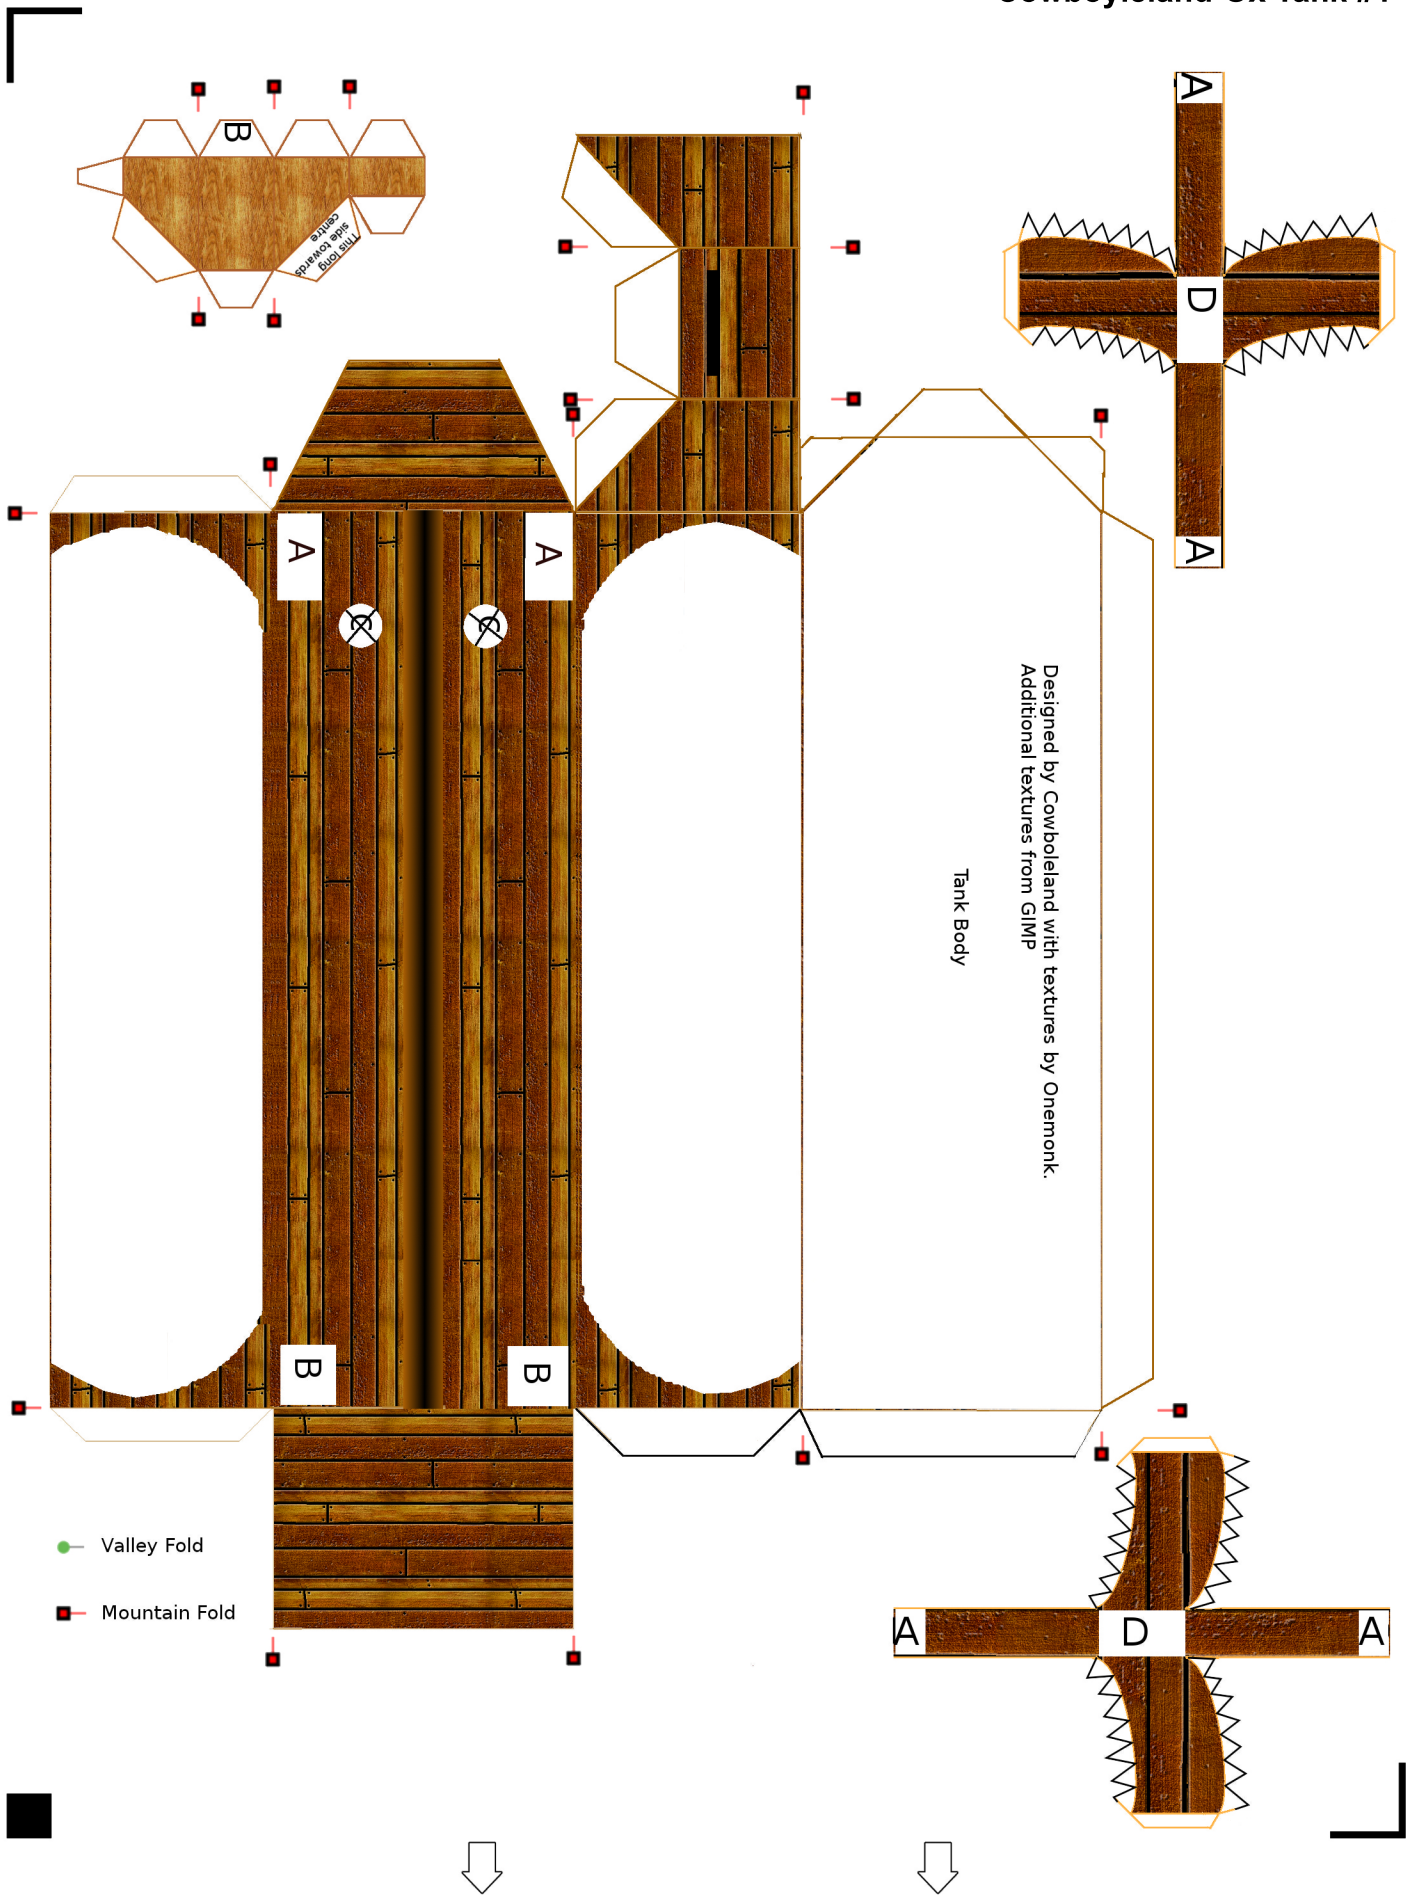 B
This long
side towards
centre
A
D
A
A
A
C
C
Designed by Cowboleland with textures by Onemonk.
Additional textures from GIMP
Tank Body
B
B
Valley Fold
Mountain Fold
A
D
A